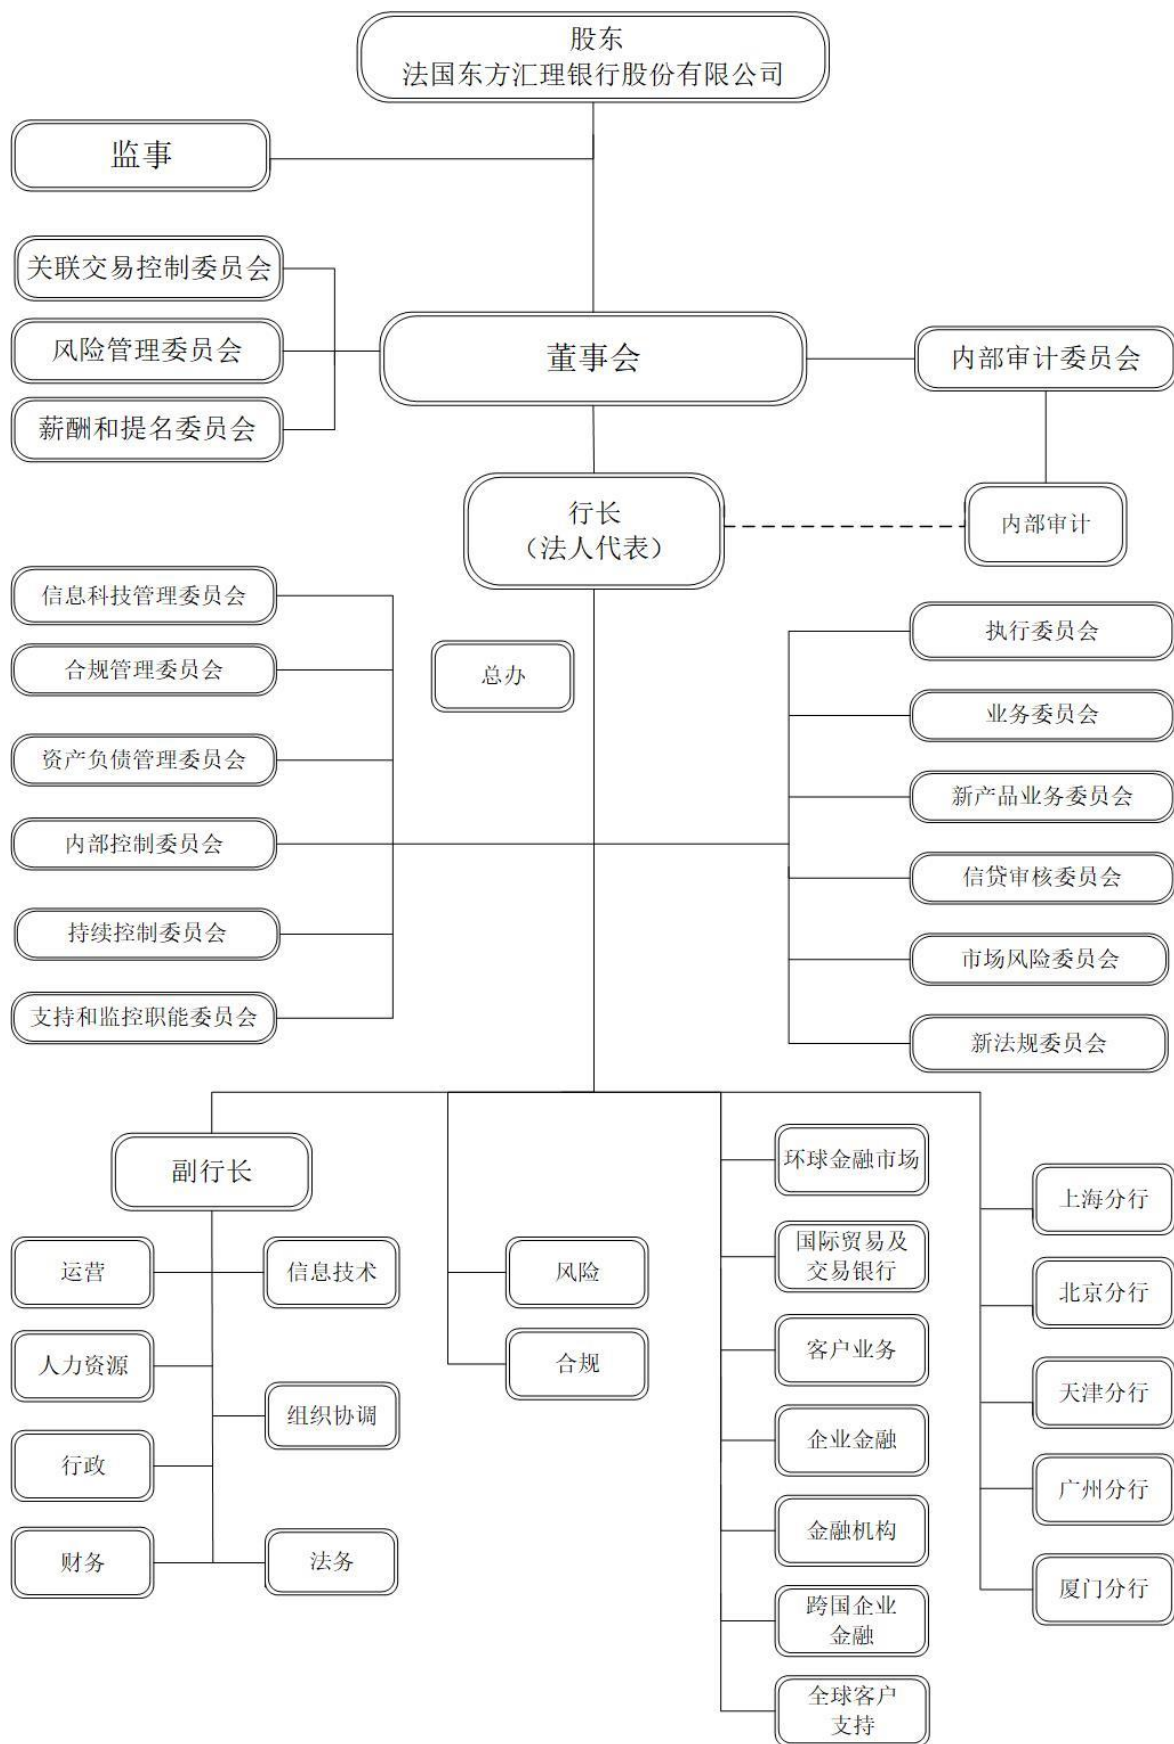 股东
法国东方汇理银行股份有限公司
监事
关联交易控制委员会
风险管理委员会
薪酬和提名委员会
董事会
内部审计委员会
行长
（法人代表）
内部审计
信息科技管理委员会
合规管理委员会
资产负债管理委员会
内部控制委员会
持续控制委员会
支持和监控职能委员会
总办
执行委员会
业务委员会
新产品业务委员会
信贷审核委员会
市场风险委员会
新法规委员会
副行长
运营
信息技术
人力资源
组织协调
行政
财务
法务
风险
合规
环球金融市场
国际贸易及
交易银行
客户业务
企业金融
金融机构
跨国企业
金融
全球客户
支持
上海分行
北京分行
天津分行
广州分行
厦门分行